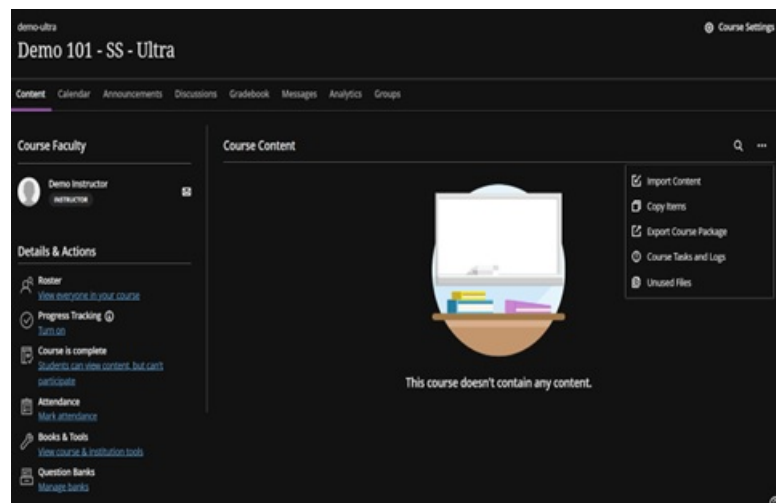 demo-ultra
Demo 101 - SS - Ultra
Course Settings
Content Calendar Announcements Discussions Gradebook Messages Analytics Groups
Course Faculty
Demo Instructor
INSTRUCTOR
Details & Actions
Roster
View everyone in your course
Progress Tracking
Turn on
Course is complete
Students can view content, but can't
participate
Attendance
Mark attendance
Books & Tools
View course & institution tools
Question Banks
Manage banks
Course Content
Import Content
Copy Items
Export Course Package
Course Tasks and Logs
Unused Files
This course doesn't contain any content.